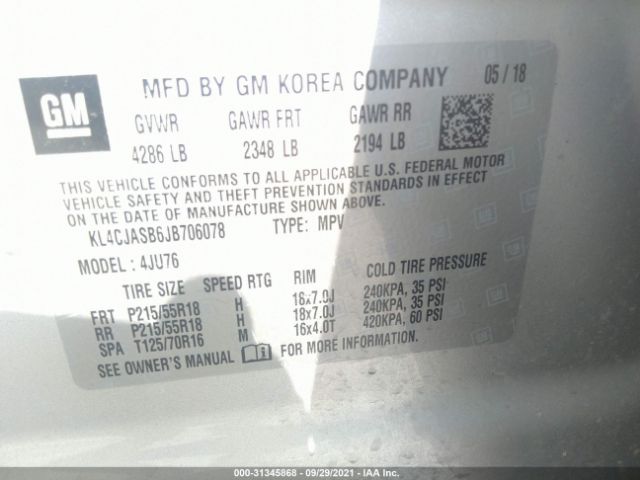 GM
MFD BY GM KOREA COMPANY 05 / 18
GVWR GAWR FRT GAWR RR
4286 LB 2348 LB 2194 LB
THIS VEHICLE CONFORMS TO ALL APPLICABLE U.S. FEDERAL MOTOR
VEHICLE SAFETY AND THEFT PREVENTION STANDARDS IN EFFECT
ON THE DATE OF MANUFACTURE SHOWN ABOVE.
KL4CJASB6JB706078 TYPE: MPV
MODEL : 4JU76
TIRE SIZE SPEED RTG RIM COLD TIRE PRESSURE
FRT P215/55R18 H 18x7.0J 240KPA, 35 PSI
RR P215/55R18 H 18x7.0J 240KPA, 35 PSI
SPA T125/70R16 M 16x4.0T 420KPA, 60 PSI
SEE OWNER'S MANUAL FOR MORE INFORMATION.
000-31345868 - 09/29/2021 - IAA Inc.